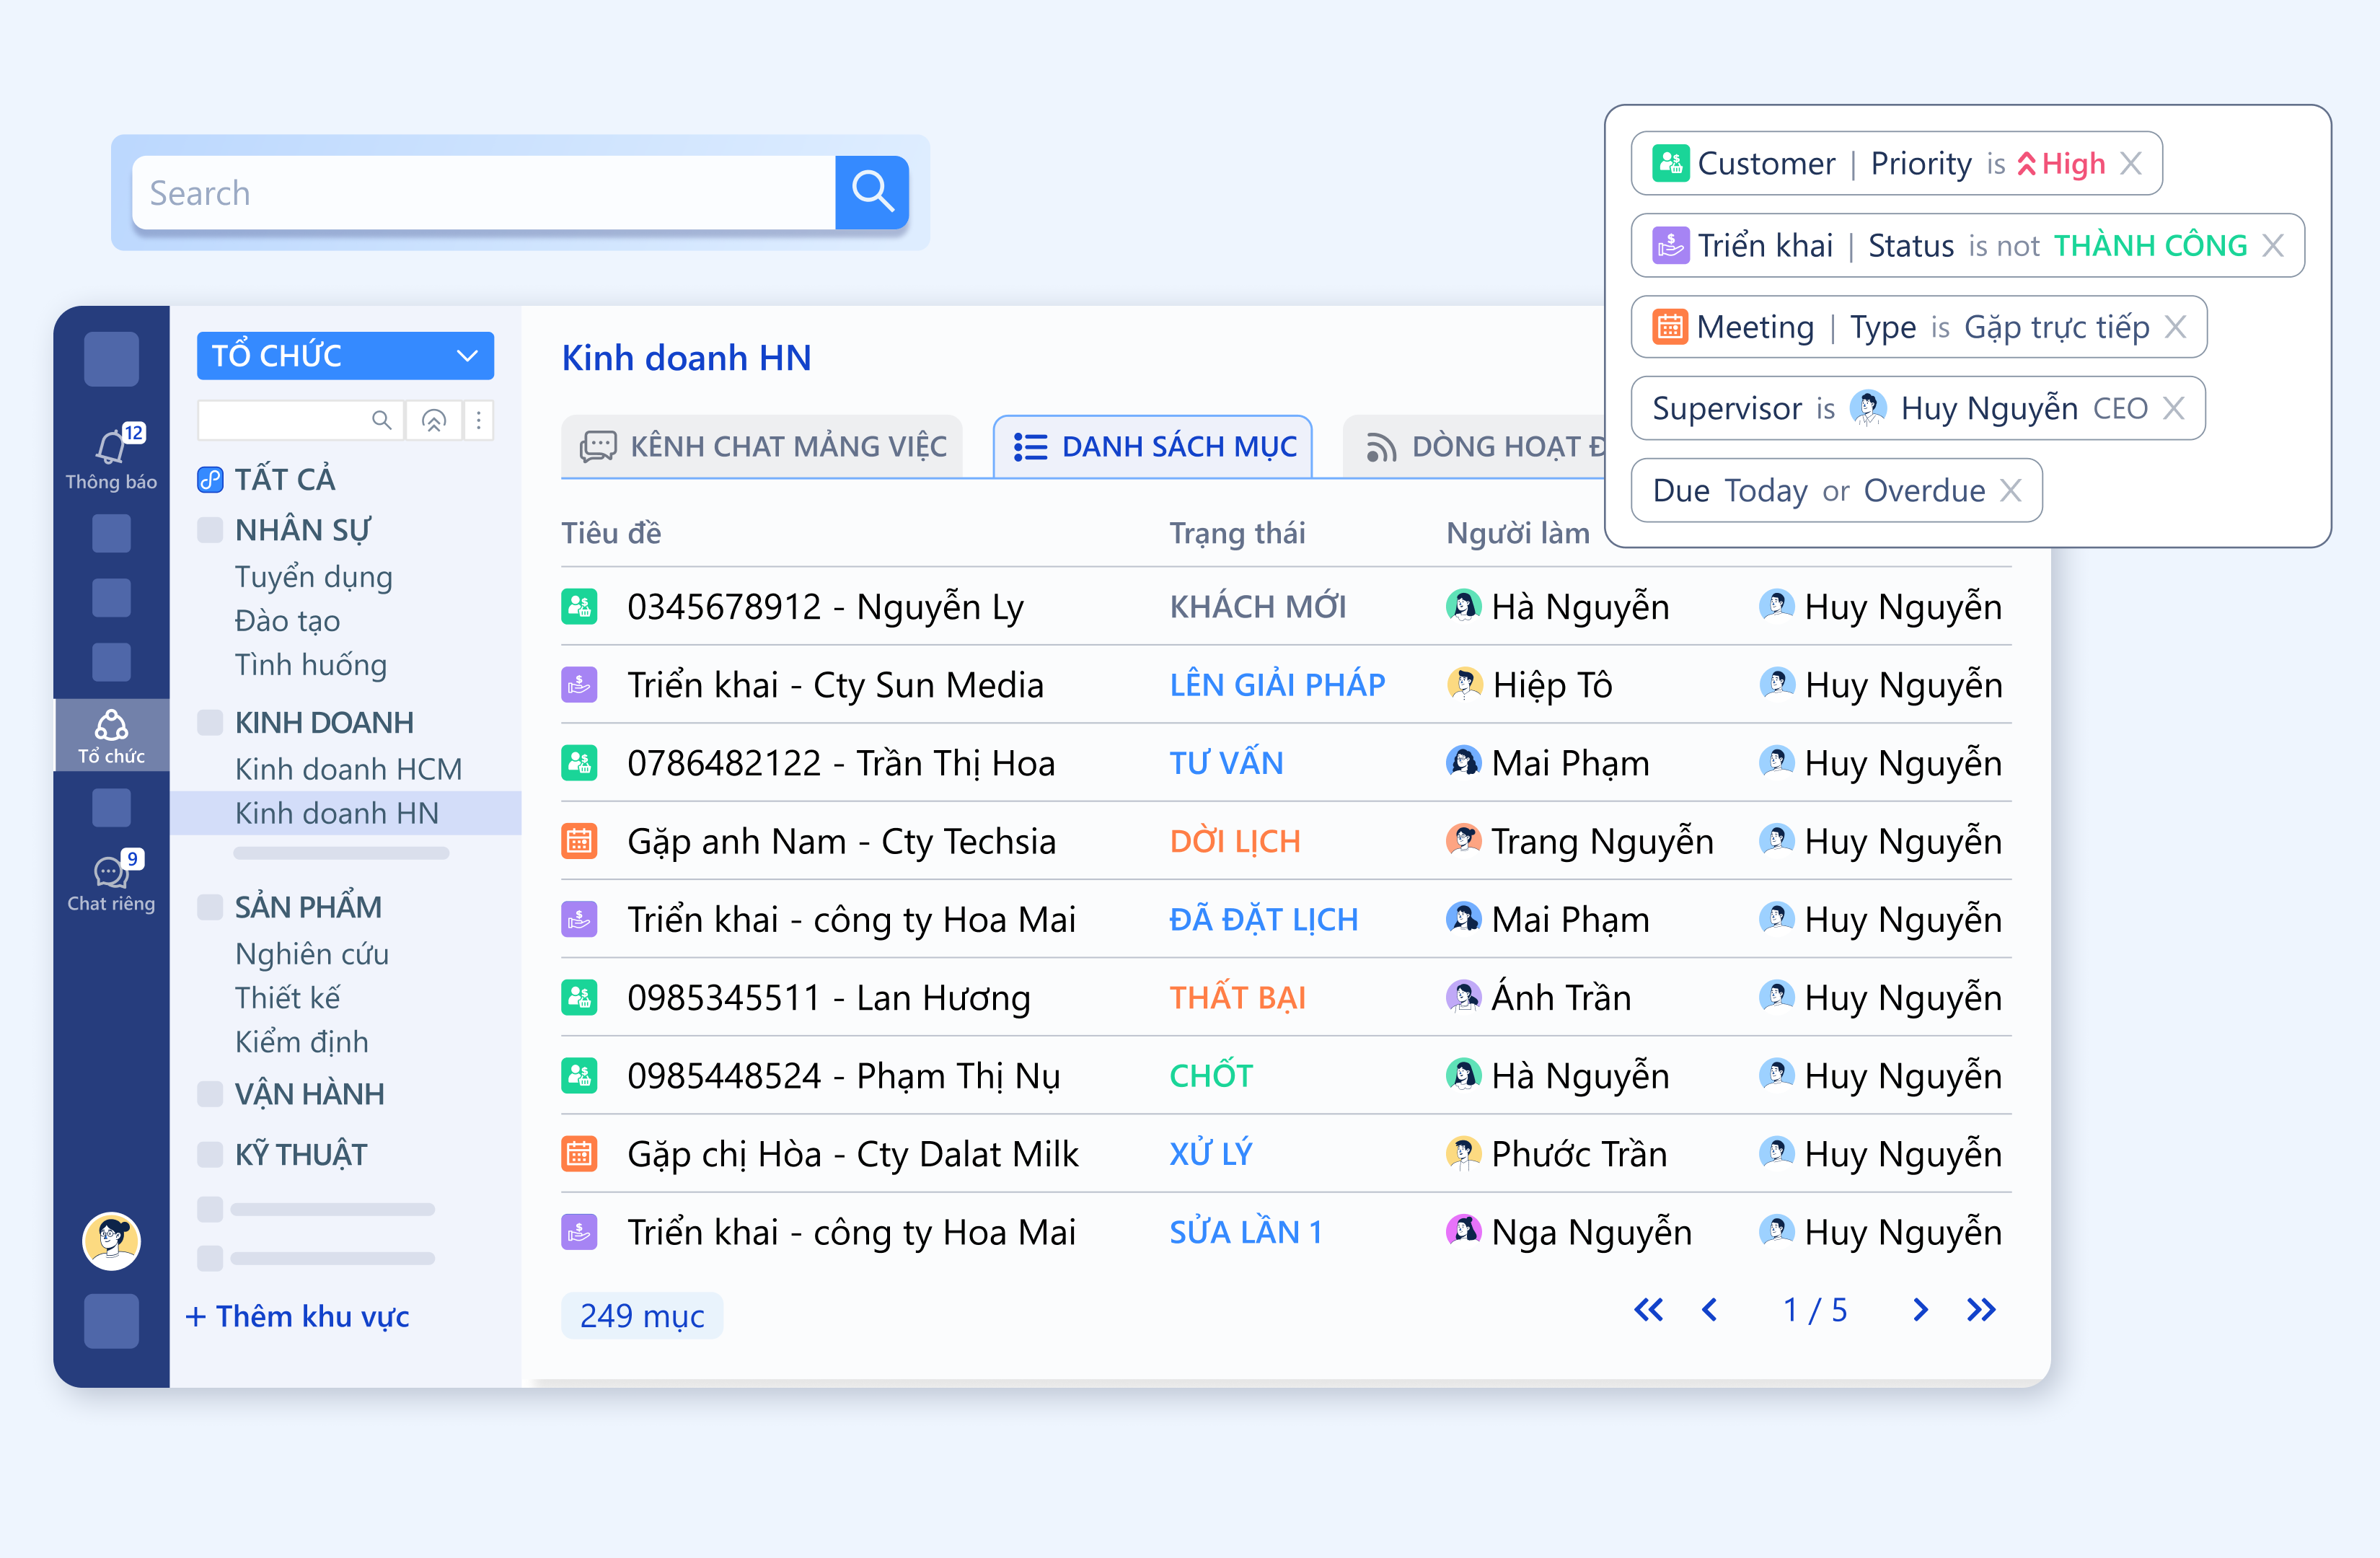 Search
Customer | Priority is High X
Triển khai | Status is not THÀNH CÔNG X
Meeting | Type is Gặp trực tiếp X
Supervisor is Huy Nguyễn CEO X
Due Today or Overdue X
12
Thông báo
Tổ chức
9
Chat riêng
TỔ CHỨC
TẤT CẢ
NHÂN SỰ
Tuyển dụng
Đào tạo
Tình huống
KINH DOANH
Kinh doanh HCM
Kinh doanh HN
SẢN PHẨM
Nghiên cứu
Thiết kế
Kiểm định
VẬN HÀNH
KỸ THUẬT
+ Thêm khu vực
Kinh doanh HN
KÊNH CHAT MẢNG VIỆC
DANH SÁCH MỤC
DÒNG HOẠT Đ
Tiêu đề Trạng thái Người làm
0345678912 - Nguyễn Ly KHÁCH MỚI Hà Nguyễn Huy Nguyễn
Triển khai - Cty Sun Media LÊN GIẢI PHÁP Hiệp Tô Huy Nguyễn
0786482122 - Trần Thị Hoa TƯ VẤN Mai Phạm Huy Nguyễn
Gặp anh Nam - Cty Techsia DỜI LỊCH Trang Nguyễn Huy Nguyễn
Triển khai - công ty Hoa Mai ĐÃ ĐẶT LỊCH Mai Phạm Huy Nguyễn
0985345511 - Lan Hương THẤT BẠI Ánh Trần Huy Nguyễn
0985448524 - Phạm Thị Nụ CHỐT Hà Nguyễn Huy Nguyễn
Gặp chị Hòa - Cty Dalat Milk XỬ LÝ Phước Trần Huy Nguyễn
Triển khai - công ty Hoa Mai SỬA LẦN 1 Nga Nguyễn Huy Nguyễn
249 mục
1 / 5